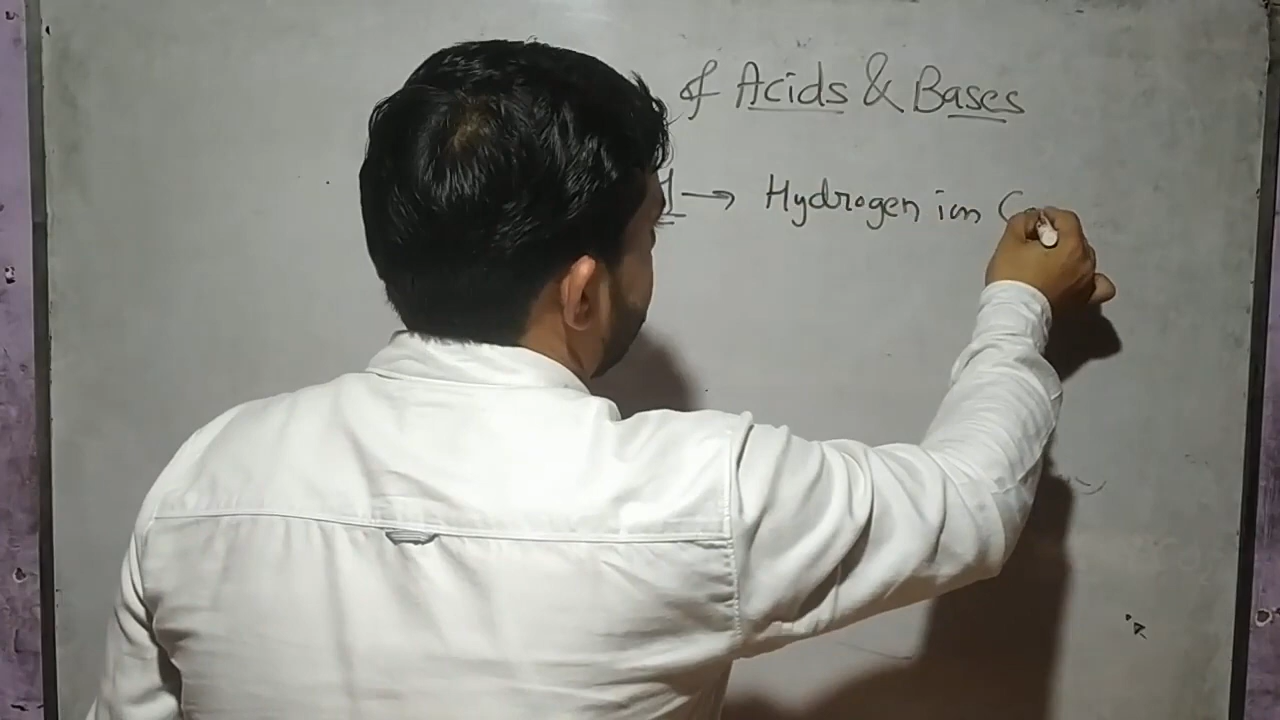 of Acids & Bases
→ Hydrogen ion